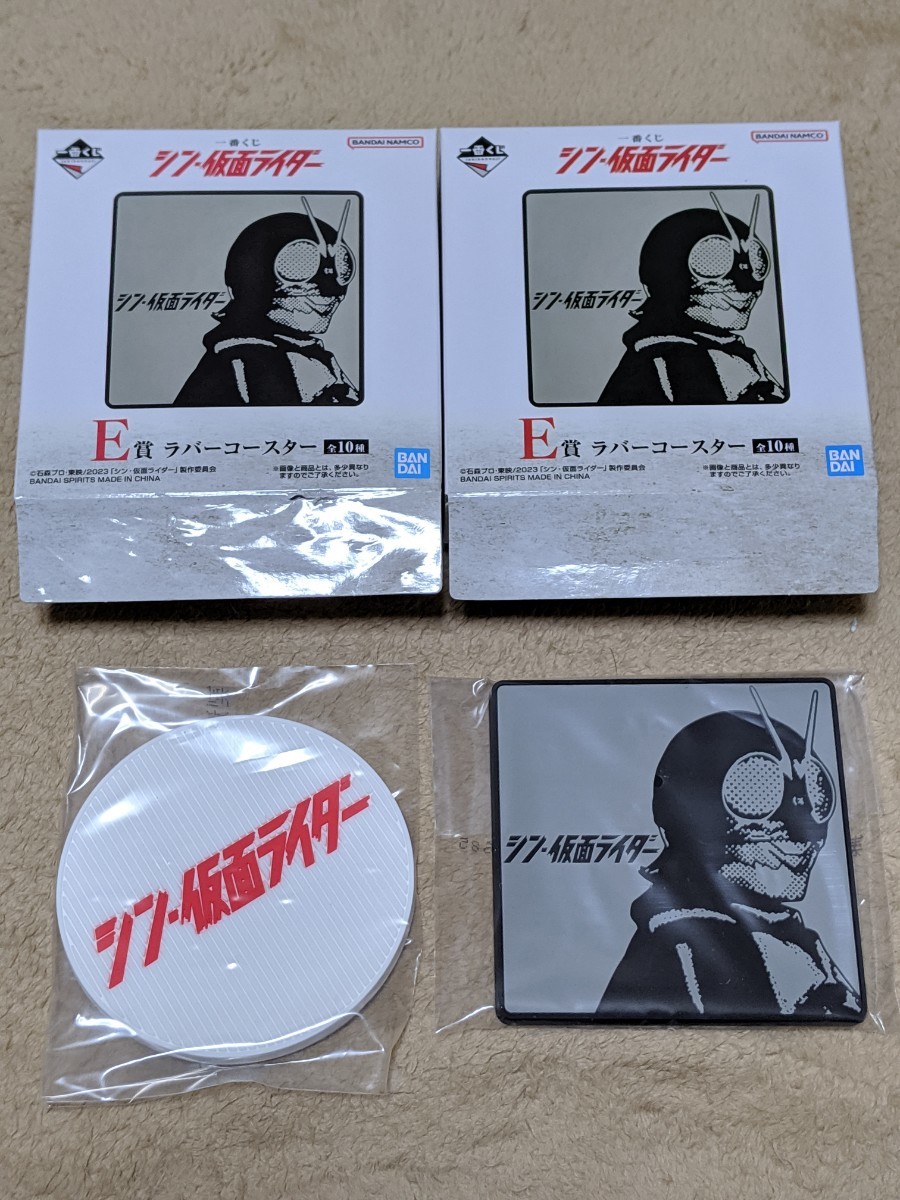 一番くじ
一番くじ
シン・仮面ライダー
BANDAI NAMCO
シン・仮面ライダー
E賞 ラバーコースター 全10種
©石森プロ・東映/2023「シン・仮面ライダー」製作委員会
BANDAI SPIRITS MADE IN CHINA
※画像と商品とは、多少異なり
ますのでご了承ください。
BAN
DAI
一番くじ
一番くじ
シン・仮面ライダー
BANDAI NAMCO
シン・仮面ライダー
E賞 ラバーコースター 全10種
©石森プロ・東映/2023「シン・仮面ライダー」製作委員会
BANDAI SPIRITS MADE IN CHINA
※画像と商品とは、多少異なり
ますのでご了承ください。
BAN
DAI
シン・仮面ライダー
シン・仮面ライダー